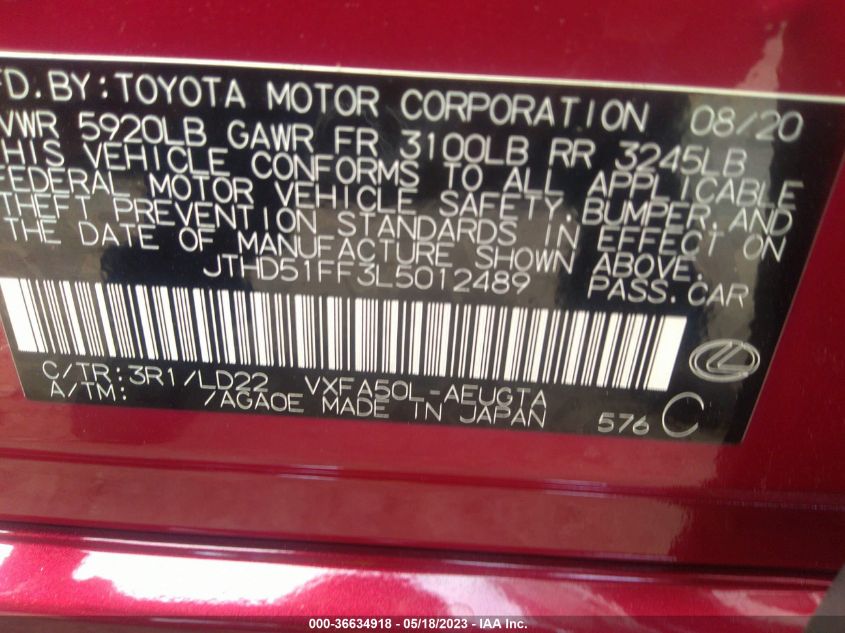 FD. BY: TOYOTA MOTOR CORPORATION 08/20
VWR 5920LB GAWR FR 3100LB RR 3245LB
THIS VEHICLE CONFORMS TO ALL APPLICABLE
FEDERAL MOTOR VEHICLE SAFETY, BUMPER, AND
THEFT PREVENTION STANDARDS IN EFFECT ON
THE DATE OF MANUFACTURE SHOWN ABOVE.
JTHD51FF3L5012489 PASS. CAR
C/TR: 3R1/LD22 VXFA50L-AEUGTA
A/TM: /AGA0E MADE IN JAPAN 576 C
000-36634918 - 05/18/2023 - IAA Inc.